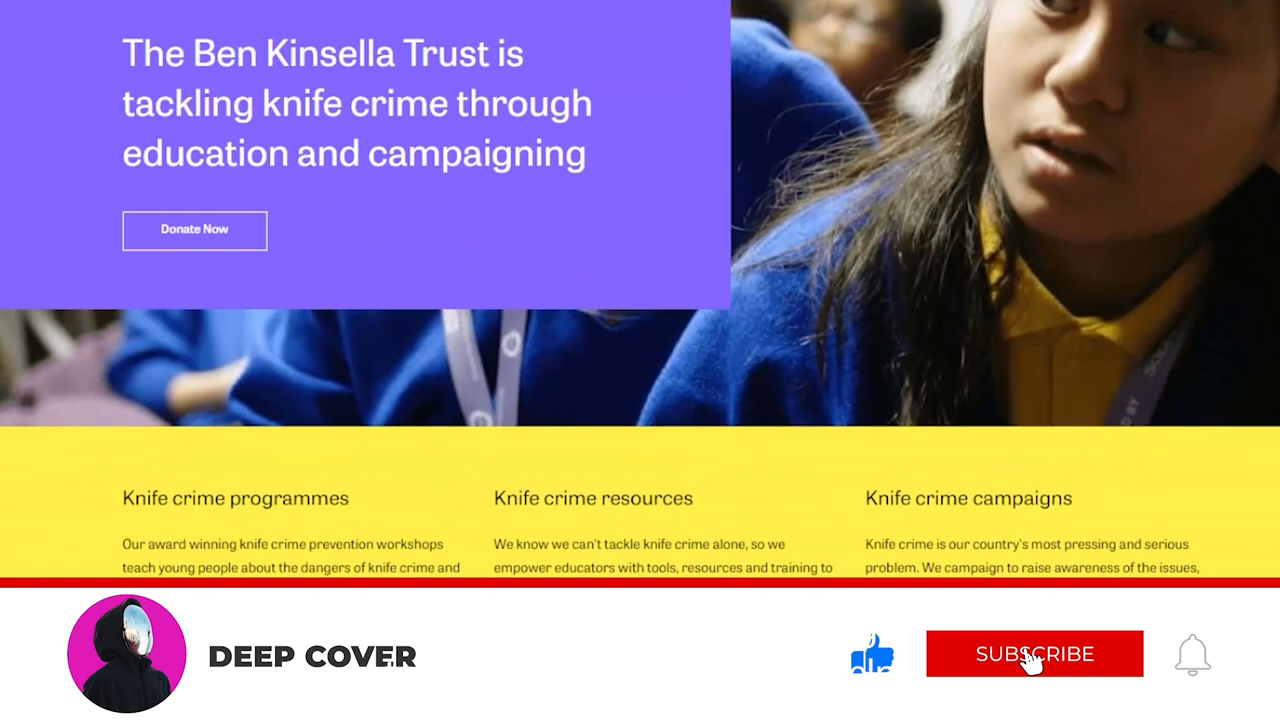 The Ben Kinsella Trust is
tackling knife crime through
education and campaigning
Donate Now
Knife crime programmes
Our award winning knife crime prevention workshops
teach young people about the dangers of knife crime and
Knife crime resources
We know we can't tackle knife crime alone, so we
empower educators with tools, resources and training to
Knife crime campaigns
Knife crime is our country's most pressing and serious
problem. We campaign to raise awareness of the issues,
DEEP COVER
SUBSCRIBE